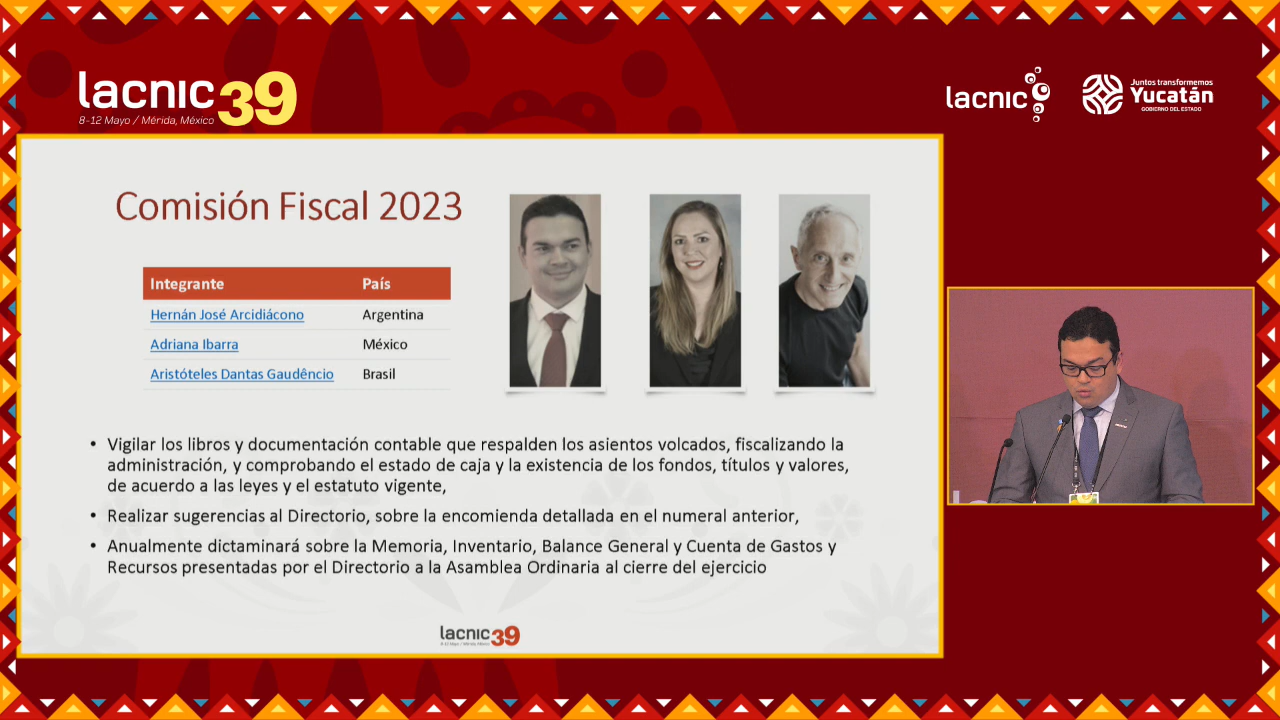 lacnic39
8-12 Mayo / Mérida, México
lacnic
Juntos transformemos
Yucatán
GOBIERNO DEL ESTADO
Comisión Fiscal 2023
Integrante País
Hernán José Arcidiácono Argentina
Adriana Ibarra México
Aristóteles Dantas Gaudêncio Brasil
• Vigilar los libros y documentación contable que respalden los asientos volcados, fiscalizando la
administración, y comprobando el estado de caja y la existencia de los fondos, títulos y valores,
de acuerdo a las leyes y el estatuto vigente,
• Realizar sugerencias al Directorio, sobre la encomienda detallada en el numeral anterior,
• Anualmente dictaminará sobre la Memoria, Inventario, Balance General y Cuenta de Gastos y
Recursos presentadas por el Directorio a la Asamblea Ordinaria al cierre del ejercicio
lacnic39
8-12 Mayo / Mérida, México